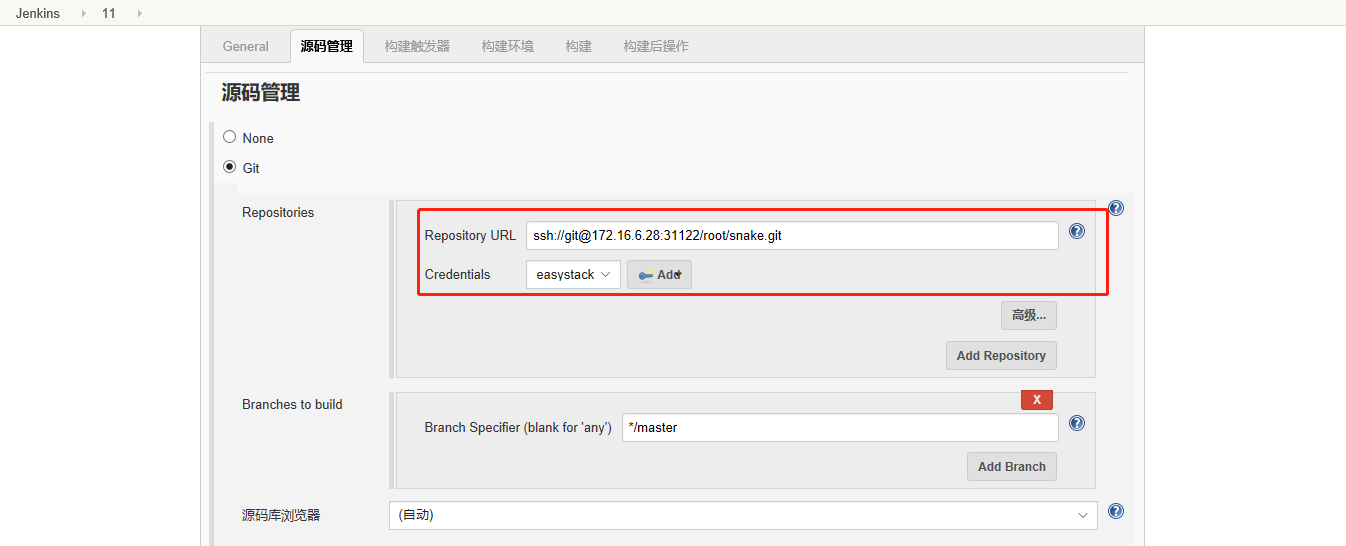 Jenkins 11
General 源码管理 构建触发器 构建环境 构建 构建后操作
源码管理
None
Git
Repositories
Repository URL ssh://git@172.16.6.28:31122/root/snake.git
Credentials easystack Add
高级...
Add Repository
Branches to build
X
Branch Specifier (blank for 'any') */master
Add Branch
源码库浏览器 (自动)